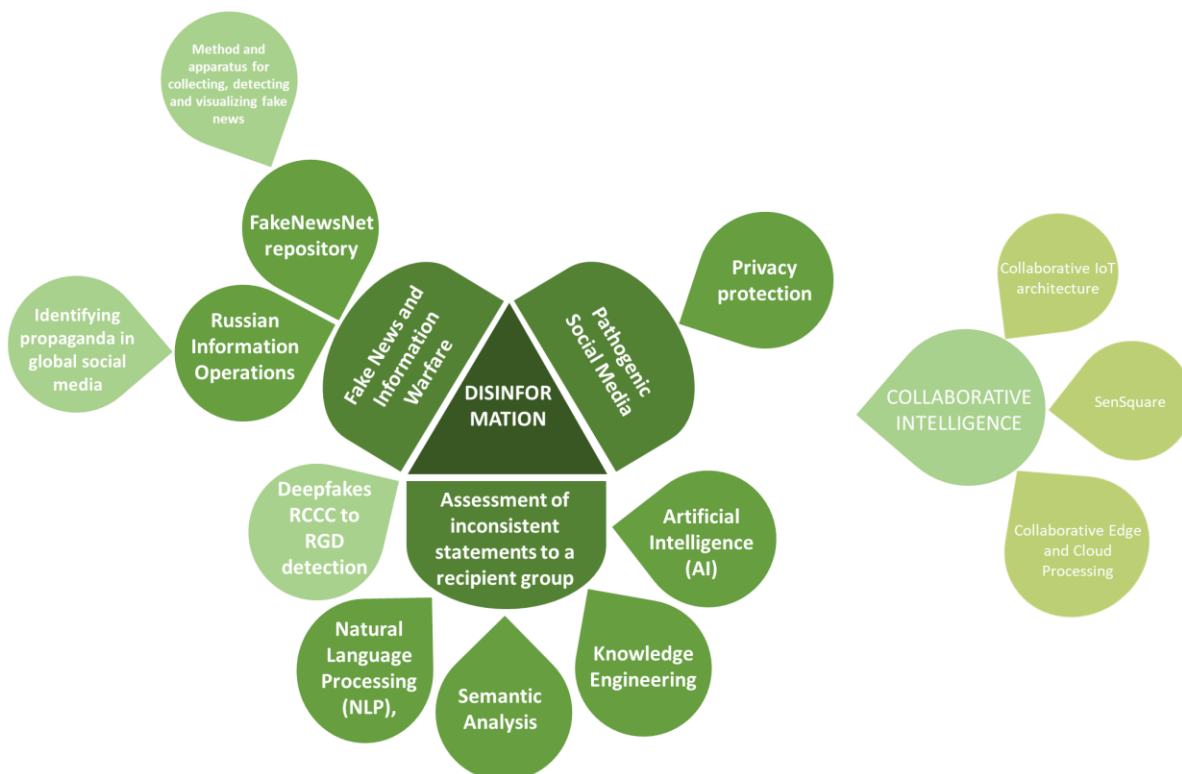 Method and
apparatus for
collecting, detecting
and visualizing fake
news
FakeNewsNet
repository
Identifying
propaganda in
global social
media
Russian
Information
Operations
Fake News and
Information
Warfare
DISINFOR
MATION
Pathogenic
Social Media
Privacy
protection
Deepfakes
RCCC to
RGD
detection
Assessment of
inconsistent
statements to a
recipient group
Artificial
Intelligence
(AI)
Natural
Language
Processing
(NLP),
Semantic
Analysis
Knowledge
Engineering
COLLABORATIVE
INTELLIGENCE
Collaborative IoT
architecture
SenSquare
Collaborative Edge
and Cloud
Processing